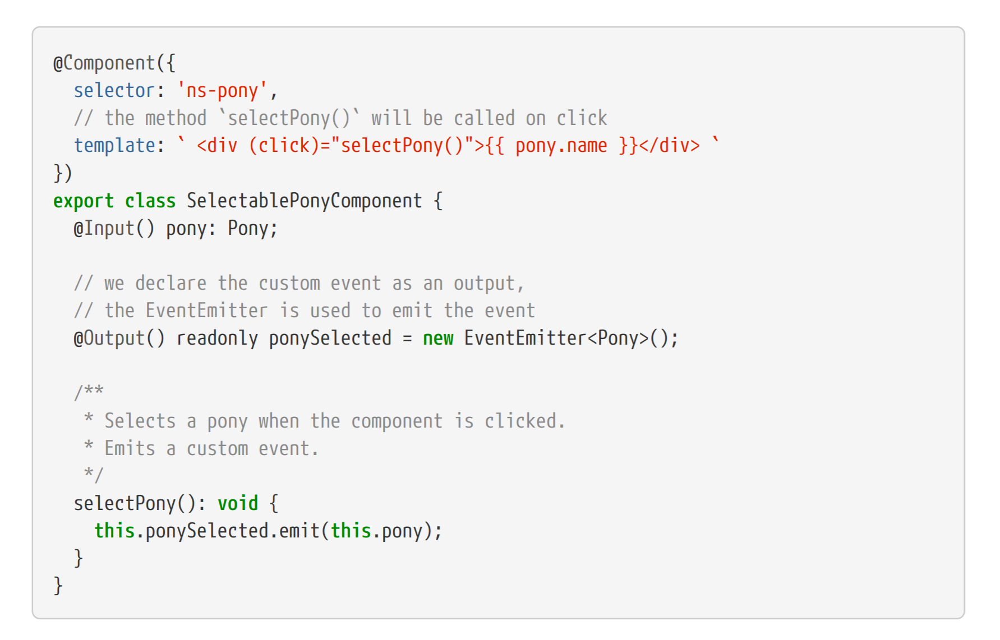 @Component({
  selector: 'ns-pony',
  // the method `selectPony()` will be called on click
  template: ` <div (click)="selectPony()">{{ pony.name }}</div> `
})
export class SelectablePonyComponent {
  @Input() pony: Pony;

  // we declare the custom event as an output,
  // the EventEmitter is used to emit the event
  @Output() readonly ponySelected = new EventEmitter<Pony>();

  /**
   * Selects a pony when the component is clicked.
   * Emits a custom event.
   */
  selectPony(): void {
    this.ponySelected.emit(this.pony);
  }
}